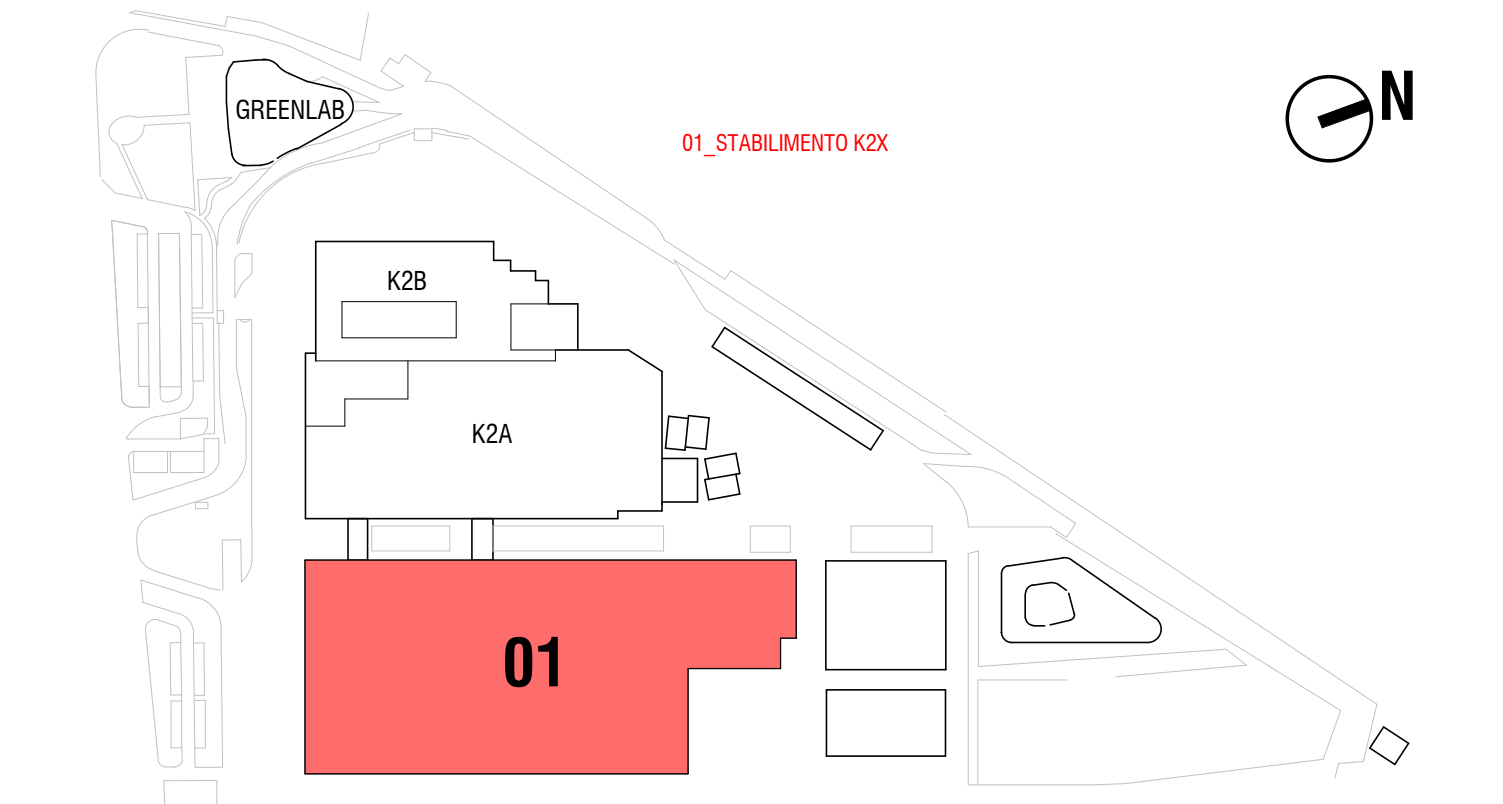 N
GREENLAB
01_STABILIMENTO K2X
K2B
K2A
01